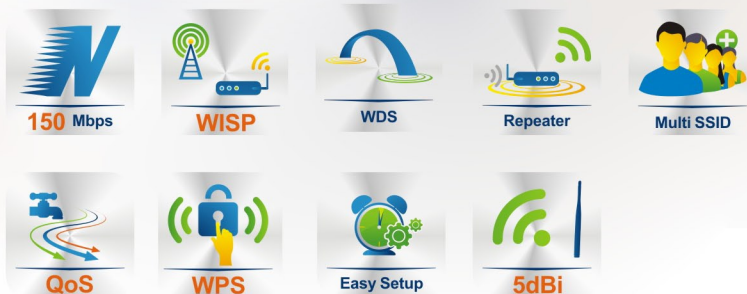 150 Mbps
WISP
WDS
Repeater
Multi SSID
QoS
WPS
Easy Setup
5dBi